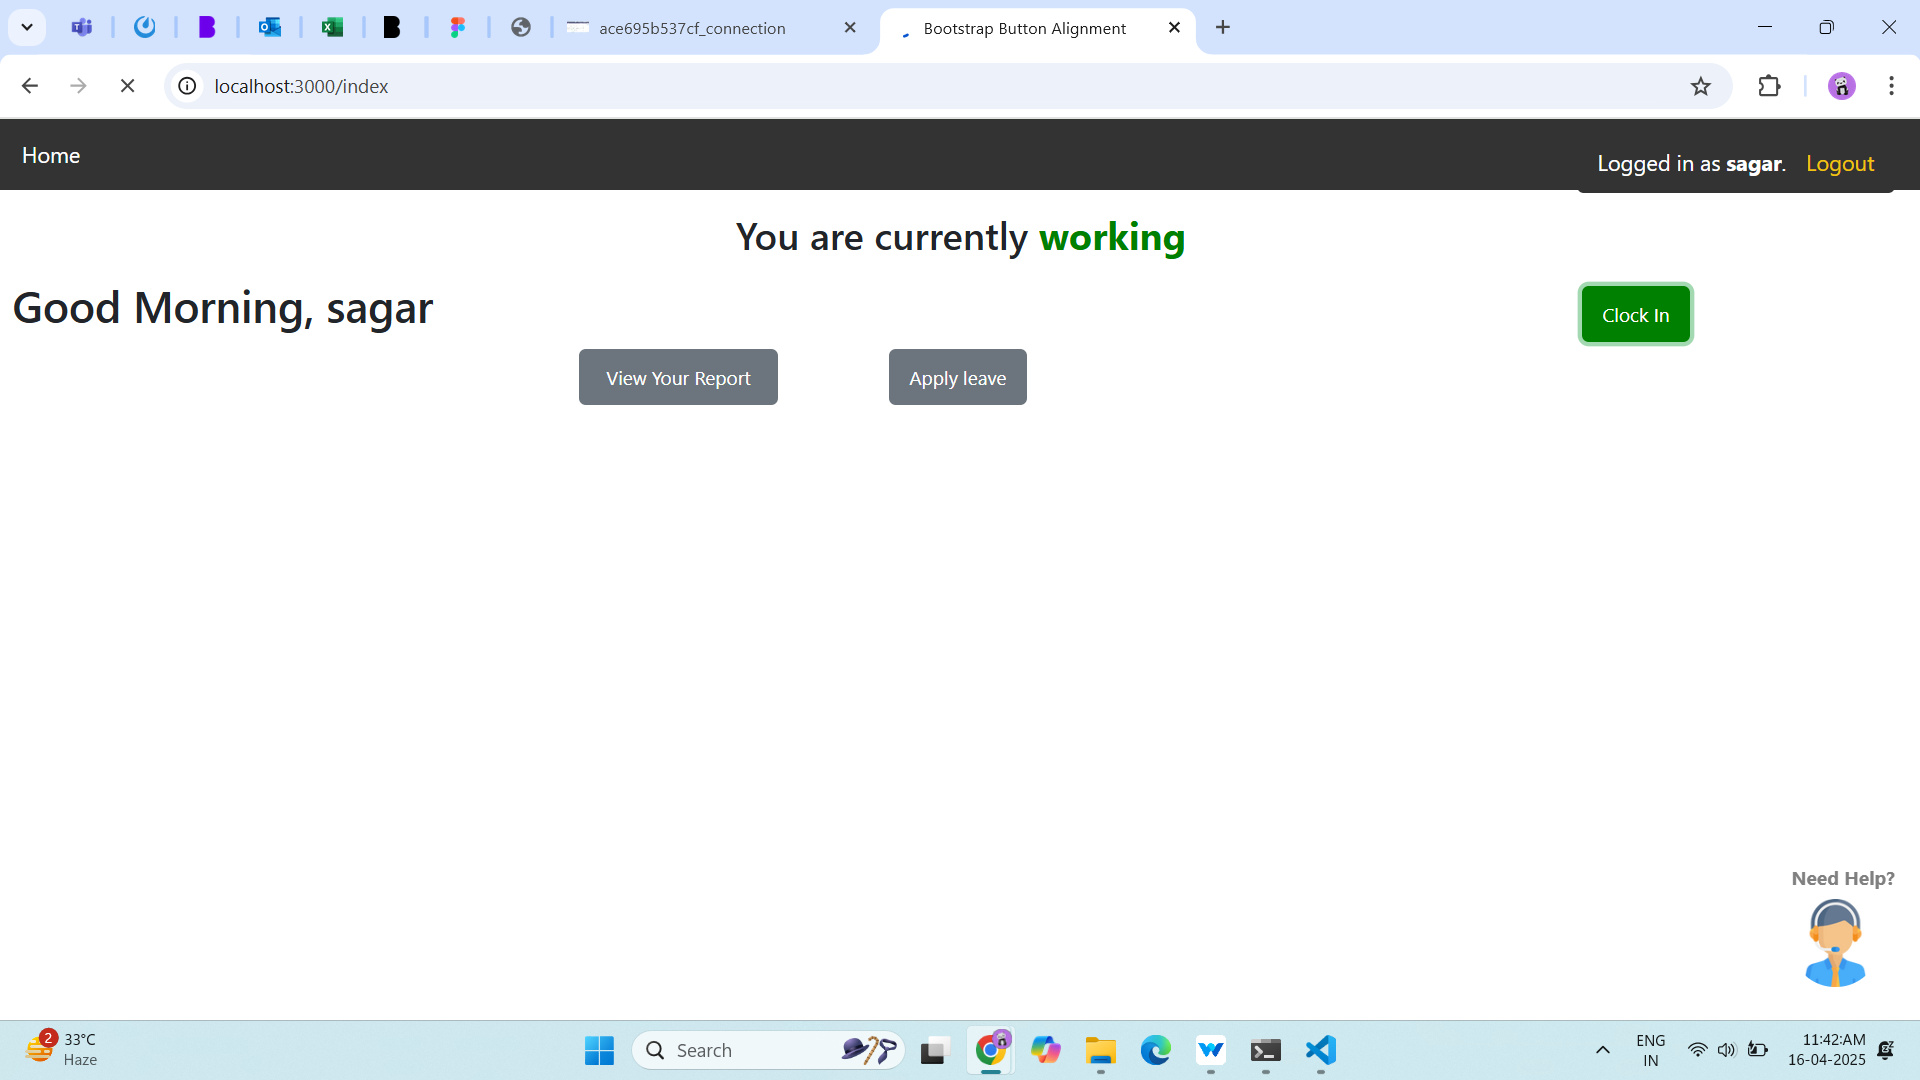 ace695b537cf_connection
Bootstrap Button Alignment
localhost:3000/index
Home
Logged in as sagar. Logout
You are currently working
Good Morning, sagar
Clock In
View Your Report
Apply leave
Need Help?
2
33°C
Haze
Search
ENG
IN
11:42:AM
16-04-2025